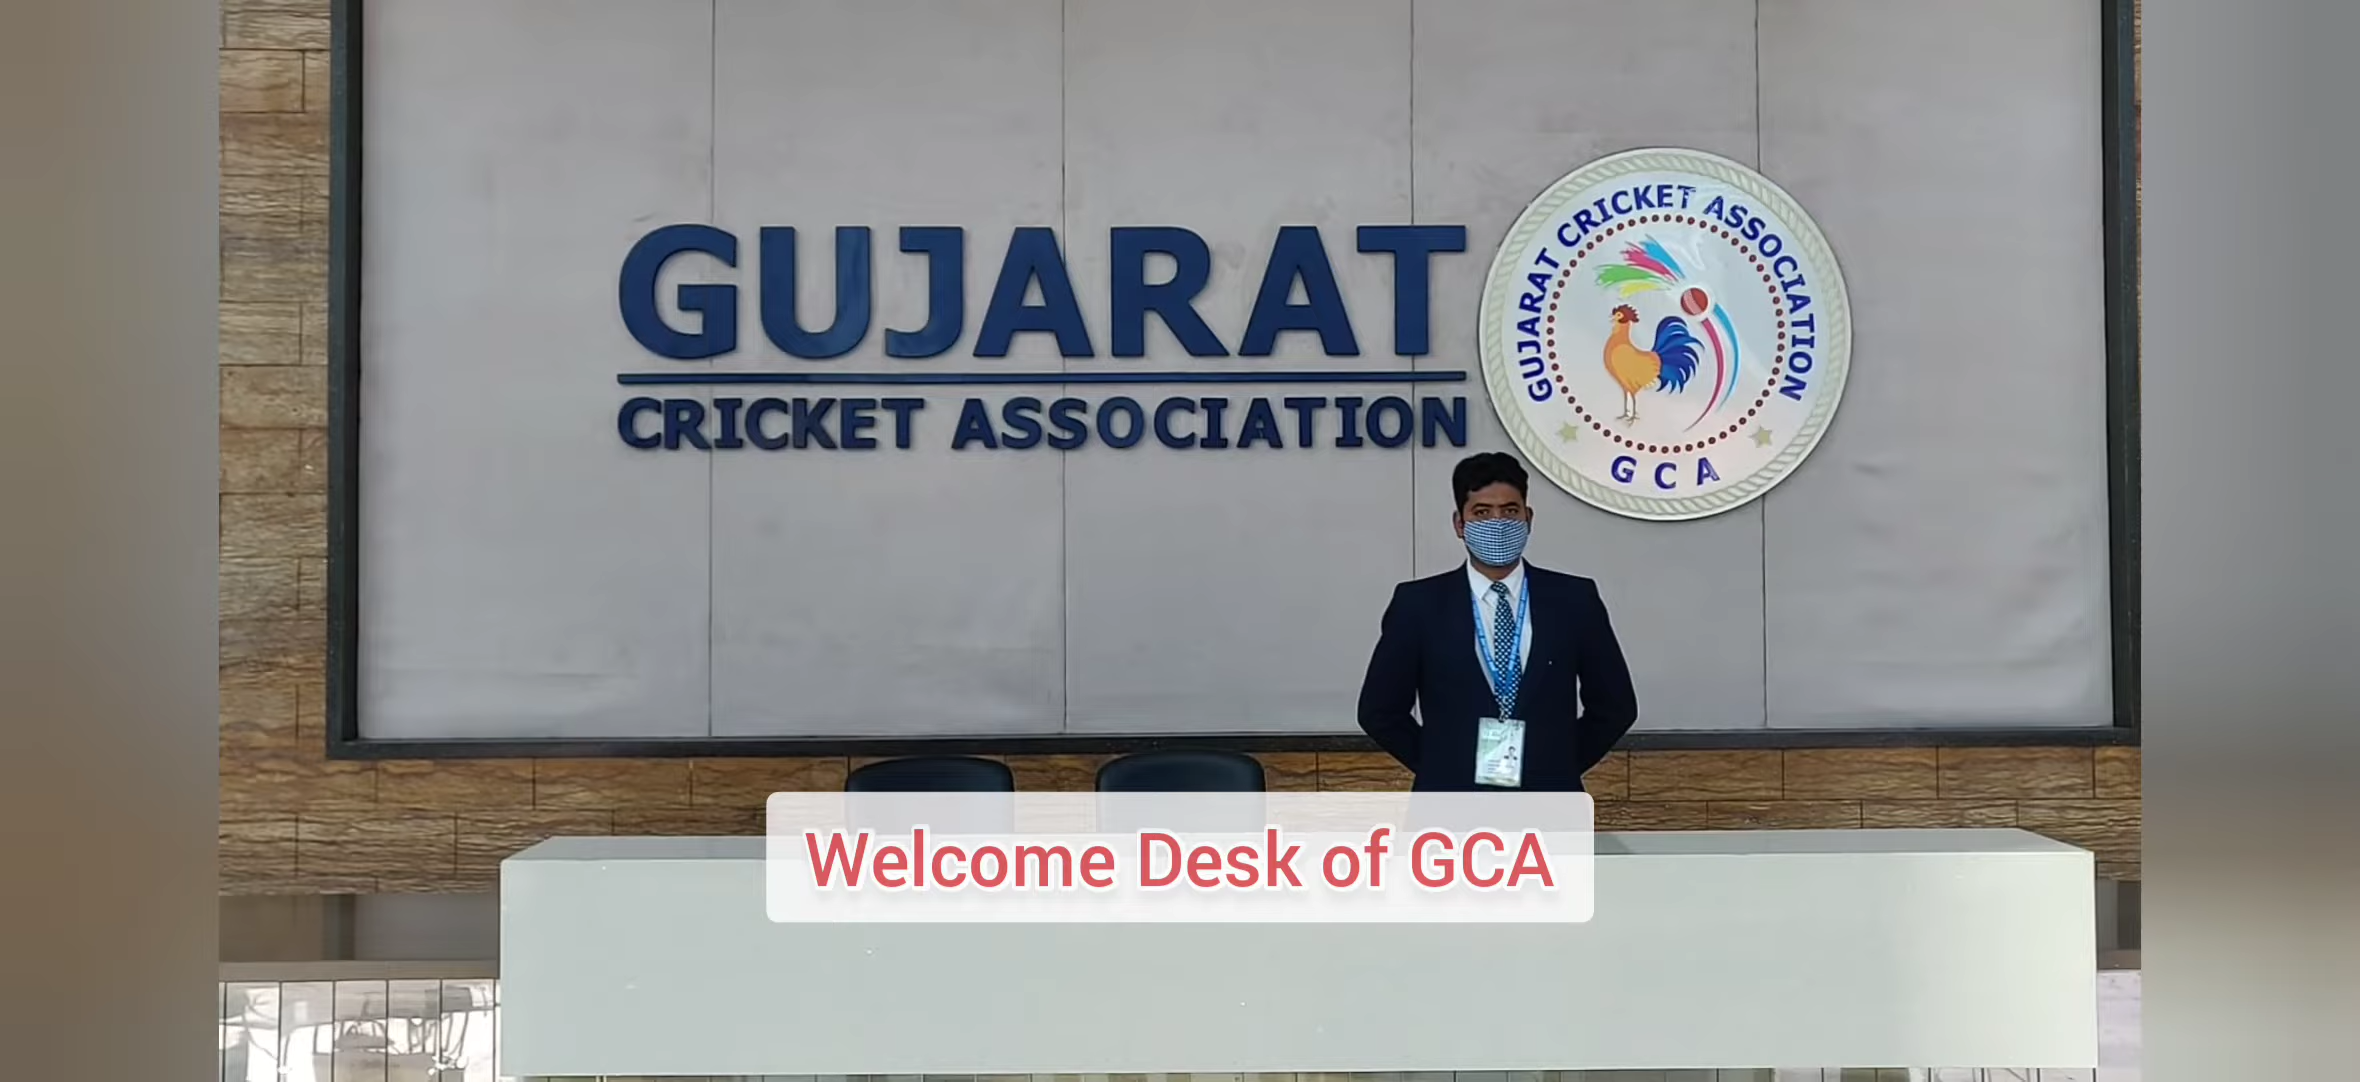 GUJARAT
CRICKET ASSOCIATION
GUJARAT CRICKET ASSOCIATION
GCA
Welcome Desk of GCA